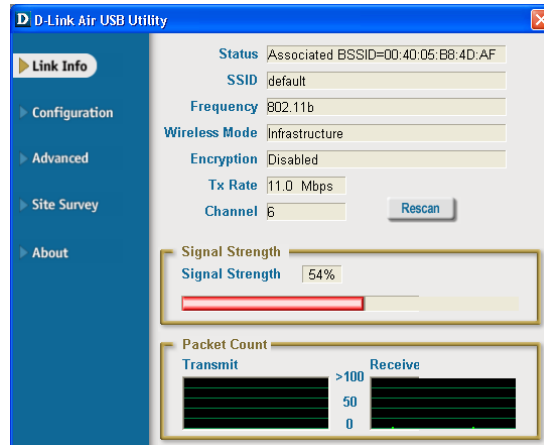 D D-Link Air USB Utility
Link Info
Configuration
Advanced
Site Survey
About
Status Associated BSSID=00:40:05:B8:4D:AF
SSID default
Frequency 802.11b
Wireless Mode Infrastructure
Encryption Disabled
Tx Rate 11.0 Mbps
Channel 6
Rescan
Signal Strength
Signal Strength 54%
Packet Count
Transmit
Receive
>100
50
0